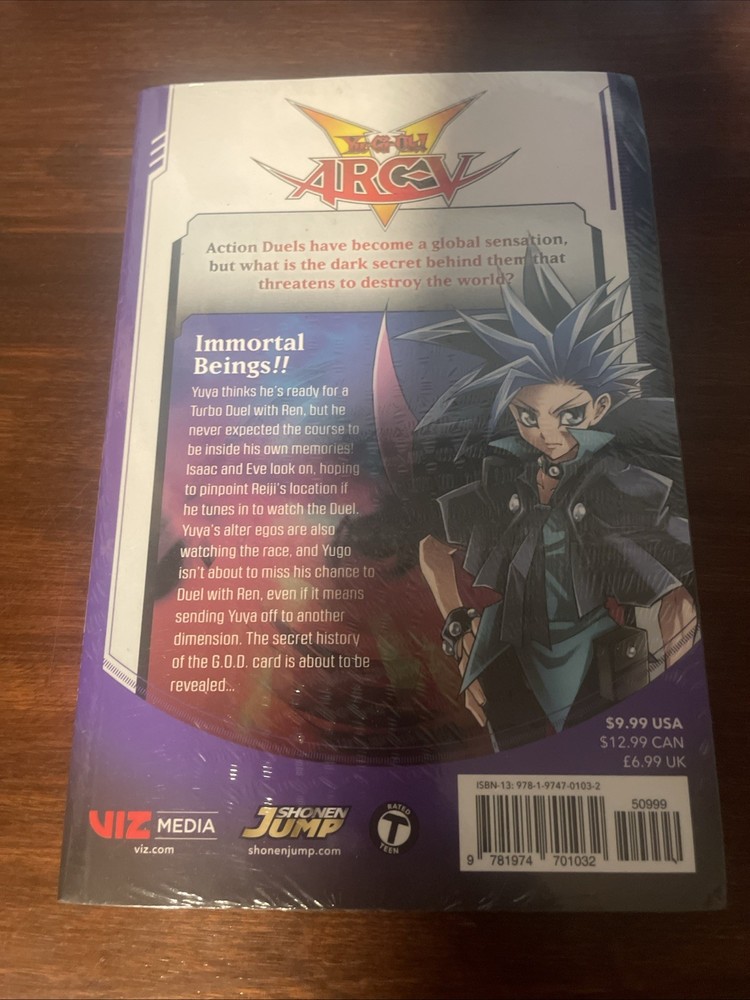 Yu-Gi-Oh!
ARC-V
Action Duels have become a global sensation,
but what is the dark secret behind them that
threatens to destroy the world?
Immortal
Beings!!
Yuya thinks he's ready for a
Turbo Duel with Ren, but he
never expected the course to
be inside his own memories!
Isaac and Eve look on, hoping
to pinpoint Reiji's location if
he tunes in to watch the Duel.
Yuya's alter egos are also
watching the race, and Yugo
isn't about to miss his chance to
Duel with Ren, even if it means
sending Yuya off to another
dimension. The secret history
of the G.O.D. card is about to be
revealed...
$9.99 USA
$12.99 CAN
£6.99 UK
ISBN-13: 978-1-9747-0103-2
50999
9 781974 701032
VIZ MEDIA
viz.com
SHONEN
JUMP
shonenjump.com
RATED
T
TEEN